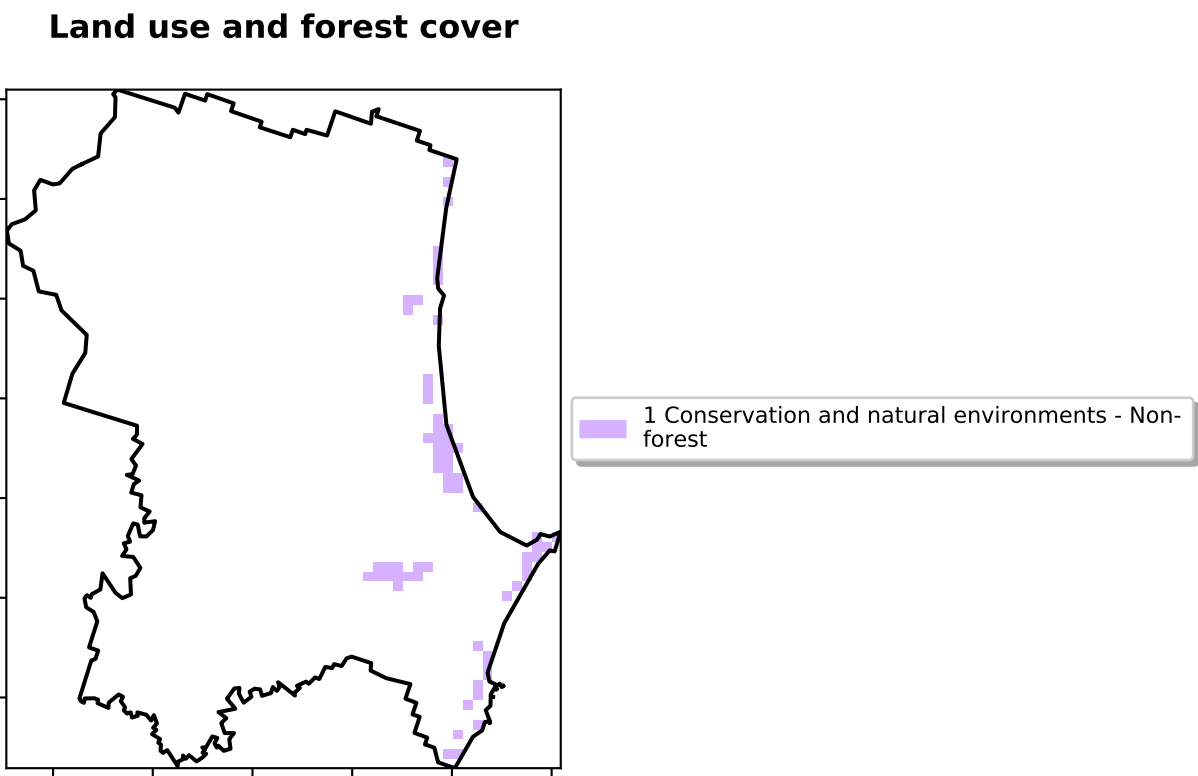 Land use and forest cover
1 Conservation and natural environments - Non-
forest